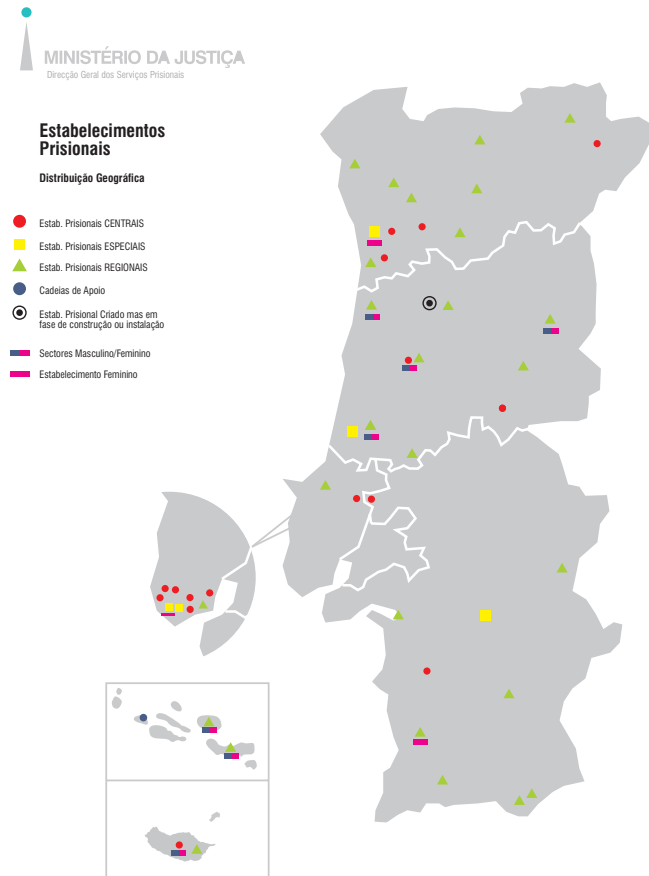 MINISTÉRIO DA JUSTIÇA
Direcção Geral dos Serviços Prisionais
Estabelecimentos
Prisionais
Distribuição Geográfica
Estab. Prisionais CENTRAIS
Estab. Prisionais ESPECIAIS
Estab. Prisionais REGIONAIS
Cadeias de Apoio
Estab. Prisional Criado mas em
fase de construção ou instalação
Sectores Masculino/Feminino
Estabelecimento Feminino